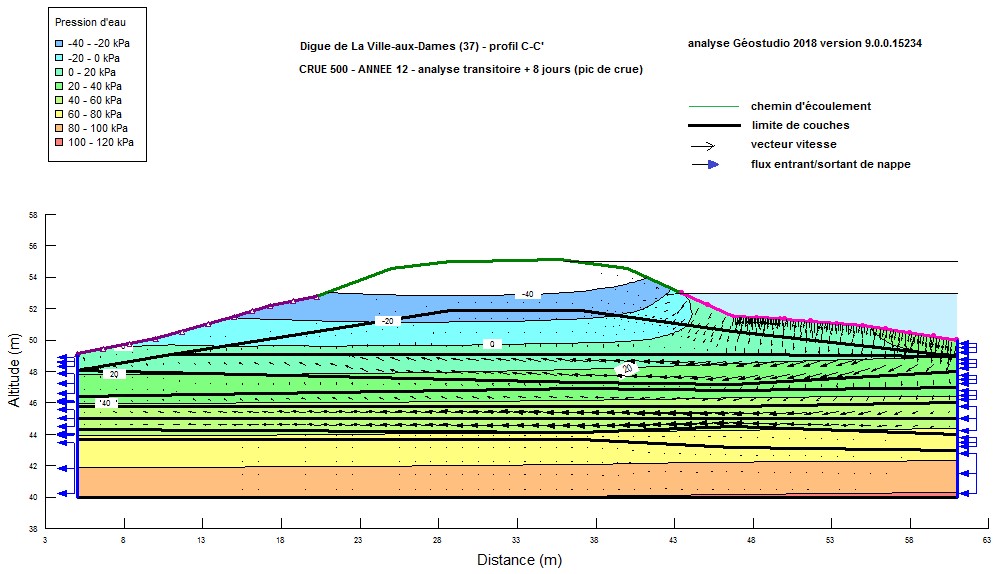 Pression d'eau
-40 - -20 kPa
-20 - 0 kPa
0 - 20 kPa
20 - 40 kPa
40 - 60 kPa
60 - 80 kPa
80 - 100 kPa
100 - 120 kPa
Digue de La Ville-aux-Dames (37) - profil C-C'
CRUE 500 - ANNEE 12 - analyse transitoire + 8 jours (pic de crue)
analyse Géostudio 2018 version 9.0.0.15234
chemin d'écoulement
limite de couches
vecteur vitesse
flux entrant/sortant de nappe
58
56
54
52
50
48
46
44
42
40
38
Altitude (m)
-40
-20
0
20
20
40
3 8 13 18 23 28 33 38 43 48 53 58 63
Distance (m)